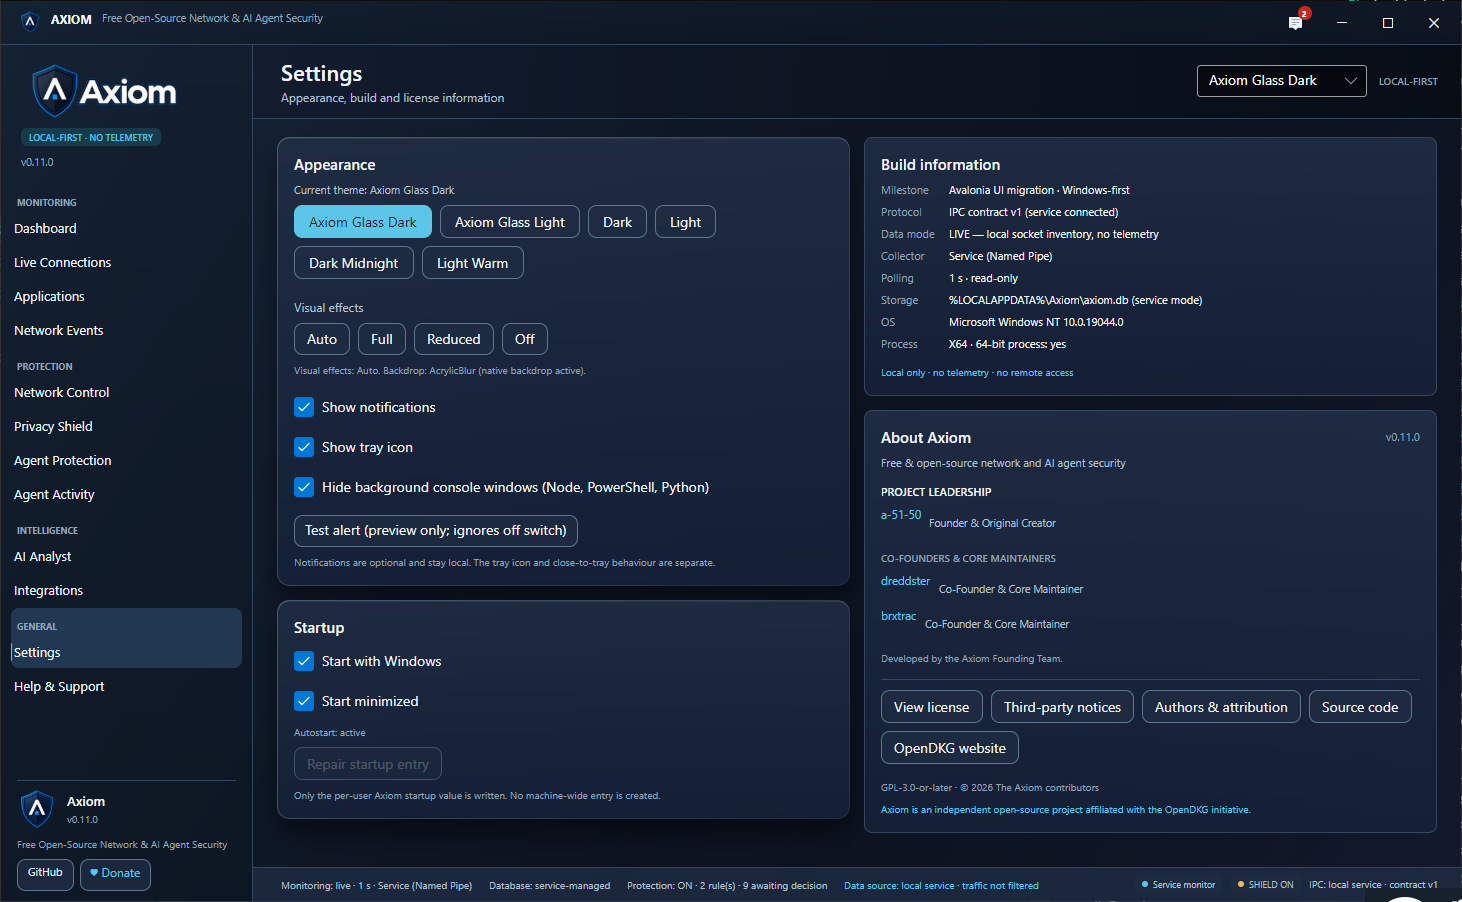 AXIOM Free Open-Source Network & AI Agent Security
2
Axiom
LOCAL-FIRST · NO TELEMETRY
v0.11.0
MONITORING
Dashboard
Live Connections
Applications
Network Events
PROTECTION
Network Control
Privacy Shield
Agent Protection
Agent Activity
INTELLIGENCE
AI Analyst
Integrations
GENERAL
Settings
Help & Support
Axiom
v0.11.0
Free Open-Source Network & AI Agent Security
GitHub
♥ Donate
Settings
Appearance, build and license information
Axiom Glass Dark
LOCAL-FIRST
Appearance
Current theme: Axiom Glass Dark
Axiom Glass Dark
Axiom Glass Light
Dark
Light
Dark Midnight
Light Warm
Visual effects
Auto
Full
Reduced
Off
Visual effects: Auto. Backdrop: AcrylicBlur (native backdrop active).
Show notifications
Show tray icon
Hide background console windows (Node, PowerShell, Python)
Test alert (preview only; ignores off switch)
Notifications are optional and stay local. The tray icon and close-to-tray behaviour are separate.
Startup
Start with Windows
Start minimized
Autostart: active
Repair startup entry
Only the per-user Axiom startup value is written. No machine-wide entry is created.
Build information
Milestone Avalonia UI migration · Windows-first
Protocol IPC contract v1 (service connected)
Data mode LIVE — local socket inventory, no telemetry
Collector Service (Named Pipe)
Polling 1 s · read-only
Storage %LOCALAPPDATA%\Axiom\axiom.db (service mode)
OS Microsoft Windows NT 10.0.19044.0
Process X64 · 64-bit process: yes
Local only · no telemetry · no remote access
About Axiom
v0.11.0
Free & open-source network and AI agent security
PROJECT LEADERSHIP
a-51-50 Founder & Original Creator
CO-FOUNDERS & CORE MAINTAINERS
dreddster Co-Founder & Core Maintainer
brxtrac Co-Founder & Core Maintainer
Developed by the Axiom Founding Team.
View license
Third-party notices
Authors & attribution
Source code
OpenDKG website
GPL-3.0-or-later · © 2026 The Axiom contributors
Axiom is an independent open-source project affiliated with the OpenDKG initiative.
Monitoring: live · 1 s · Service (Named Pipe)
Database: service-managed
Protection: ON · 2 rule(s) · 9 awaiting decision
Data source: local service · traffic not filtered
Service monitor
SHIELD ON
IPC: local service · contract v1